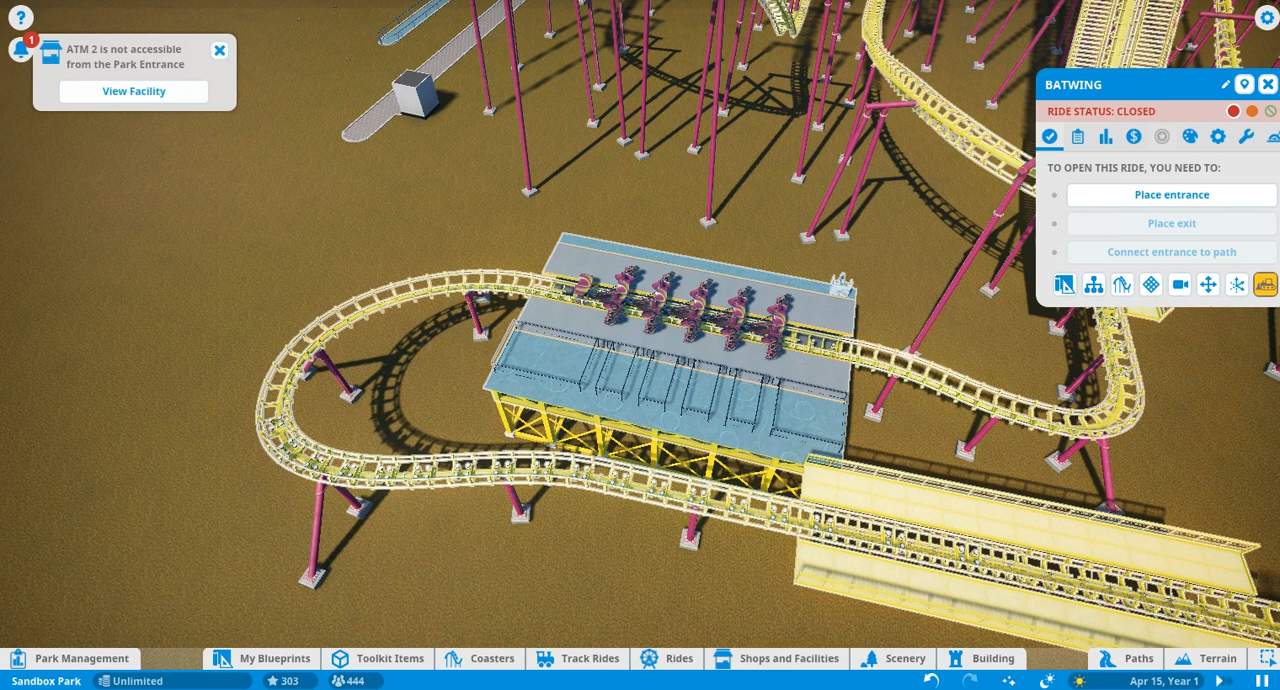 ?
1
ATM 2 is not accessible
from the Park Entrance
View Facility
BATWING
RIDE STATUS: CLOSED
TO OPEN THIS RIDE, YOU NEED TO:
Place entrance
Place exit
Connect entrance to path
Park Management
My Blueprints
Toolkit Items
Coasters
Track Rides
Rides
Shops and Facilities
Scenery
Building
Paths
Terrain
Sandbox Park
Unlimited
303
444
Apr 15, Year 1